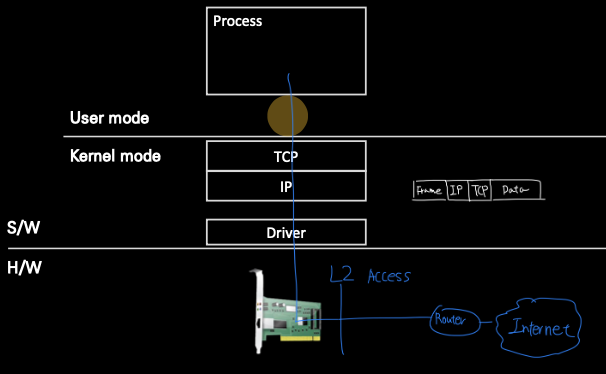 Process
User mode
Kernel mode
TCP
IP
Frame IP TCP Data
S/W
Driver
H/W
L2 Access
Router
Internet